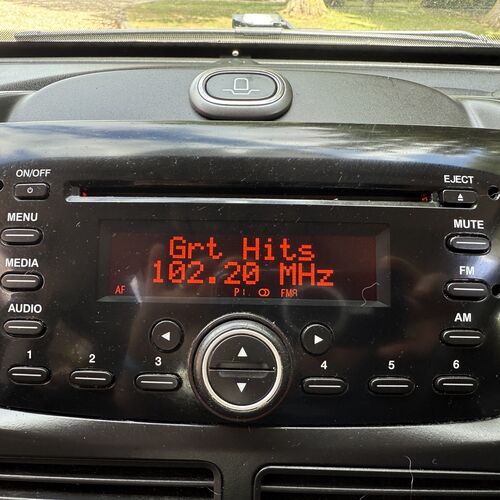 ON/OFF
EJECT
MENU
MUTE
MEDIA
FM
AUDIO
AM
Grt Hits
102.20 MHz
AF
1
2
3
4
5
6